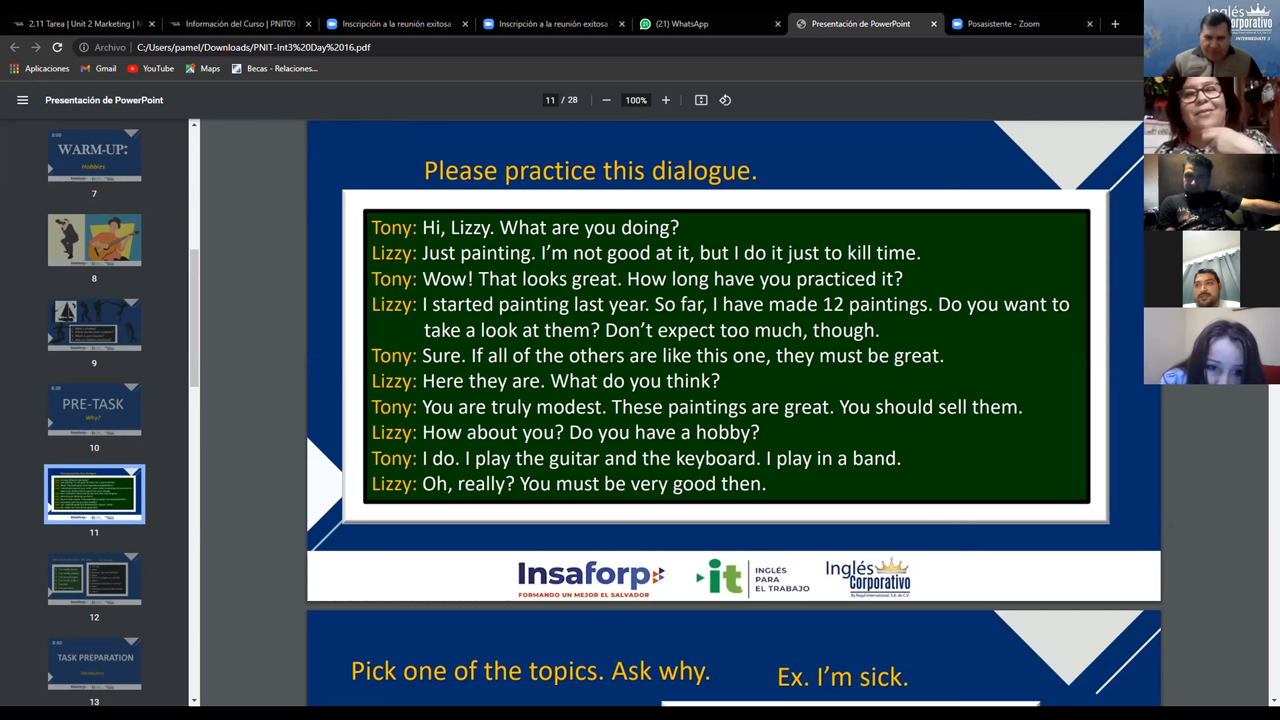 2.11 Tarea | Unit 2 Marketing | M
Información del Curso | PNIT09
Inscripción a la reunión exitosa
Inscripción a la reunión exitosa
(21) WhatsApp
Presentación de PowerPoint
Posasistente - Zoom
Archivo
C:/Users/pamel/Downloads/PNIT-Int3%20Day%2016.pdf
Aplicaciones
Gmail
YouTube
Maps
Becas - Relaciones...
Presentación de PowerPoint
11 / 28
100%
Inglés
Corporativo
INTERMEDIATE 3
WARM-UP:
Hobbies
7
8
9
PRE-TASK
Why?
10
11
12
TASK PREPARATION
13
Please practice this dialogue.
Tony: Hi, Lizzy. What are you doing?
Lizzy: Just painting. I'm not good at it, but I do it just to kill time.
Tony: Wow! That looks great. How long have you practiced it?
Lizzy: I started painting last year. So far, I have made 12 paintings. Do you want to
take a look at them? Don't expect too much, though.
Tony: Sure. If all of the others are like this one, they must be great.
Lizzy: Here they are. What do you think?
Tony: You are truly modest. These paintings are great. You should sell them.
Lizzy: How about you? Do you have a hobby?
Tony: I do. I play the guitar and the keyboard. I play in a band.
Lizzy: Oh, really? You must be very good then.
Insaforp
FORMANDO UN MEJOR EL SALVADOR
it
INGLÉS
PARA
EL TRABAJO
Inglés
Corporativo
By Regal International, S.A. de C.V.
Pick one of the topics. Ask why.
Ex. I'm sick.